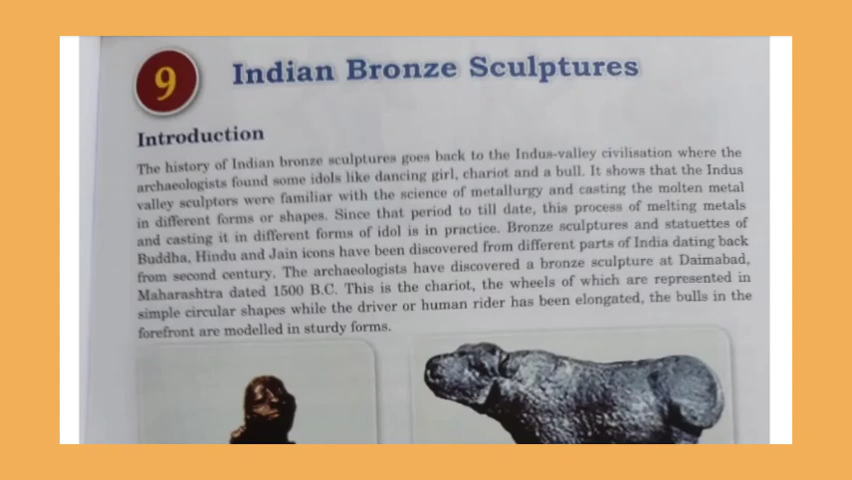 9
Indian Bronze Sculptures
Introduction
The history of Indian bronze sculptures goes back to the Indus-valley civilisation where the
archaeologists found some idols like dancing girl, chariot and a bull. It shows that the Indus
valley sculptors were familiar with the science of metallurgy and casting the molten metal
in different forms or shapes. Since that period to till date, this process of melting metals
and casting it in different forms of idol is in practice. Bronze sculptures and statuettes of
Buddha, Hindu and Jain icons have been discovered from different parts of India dating back
from second century. The archaeologists have discovered a bronze sculpture at Daimabad,
Maharashtra dated 1500 B.C. This is the chariot, the wheels of which are represented in
simple circular shapes while the driver or human rider has been elongated, the bulls in the
forefront are modelled in sturdy forms.